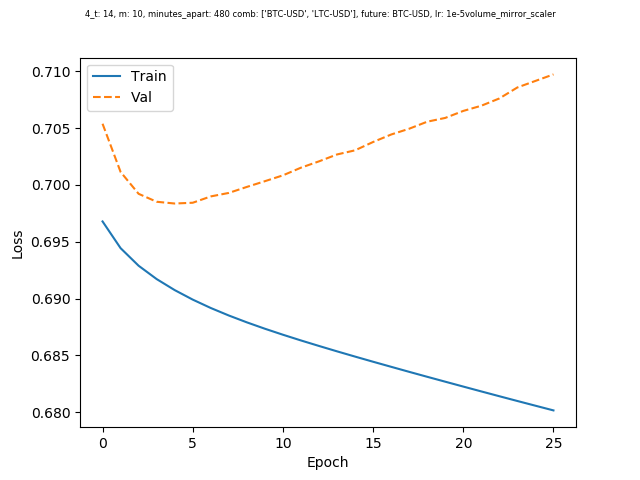 4_t: 14, m: 10, minutes_apart: 480 comb: ['BTC-USD', 'LTC-USD'], future: BTC-USD, lr: 1e-5volume_mirror_scaler
Train
Val
0.710
0.705
0.700
0.695
0.690
0.685
0.680
Loss
0 5 10 15 20 25
Epoch